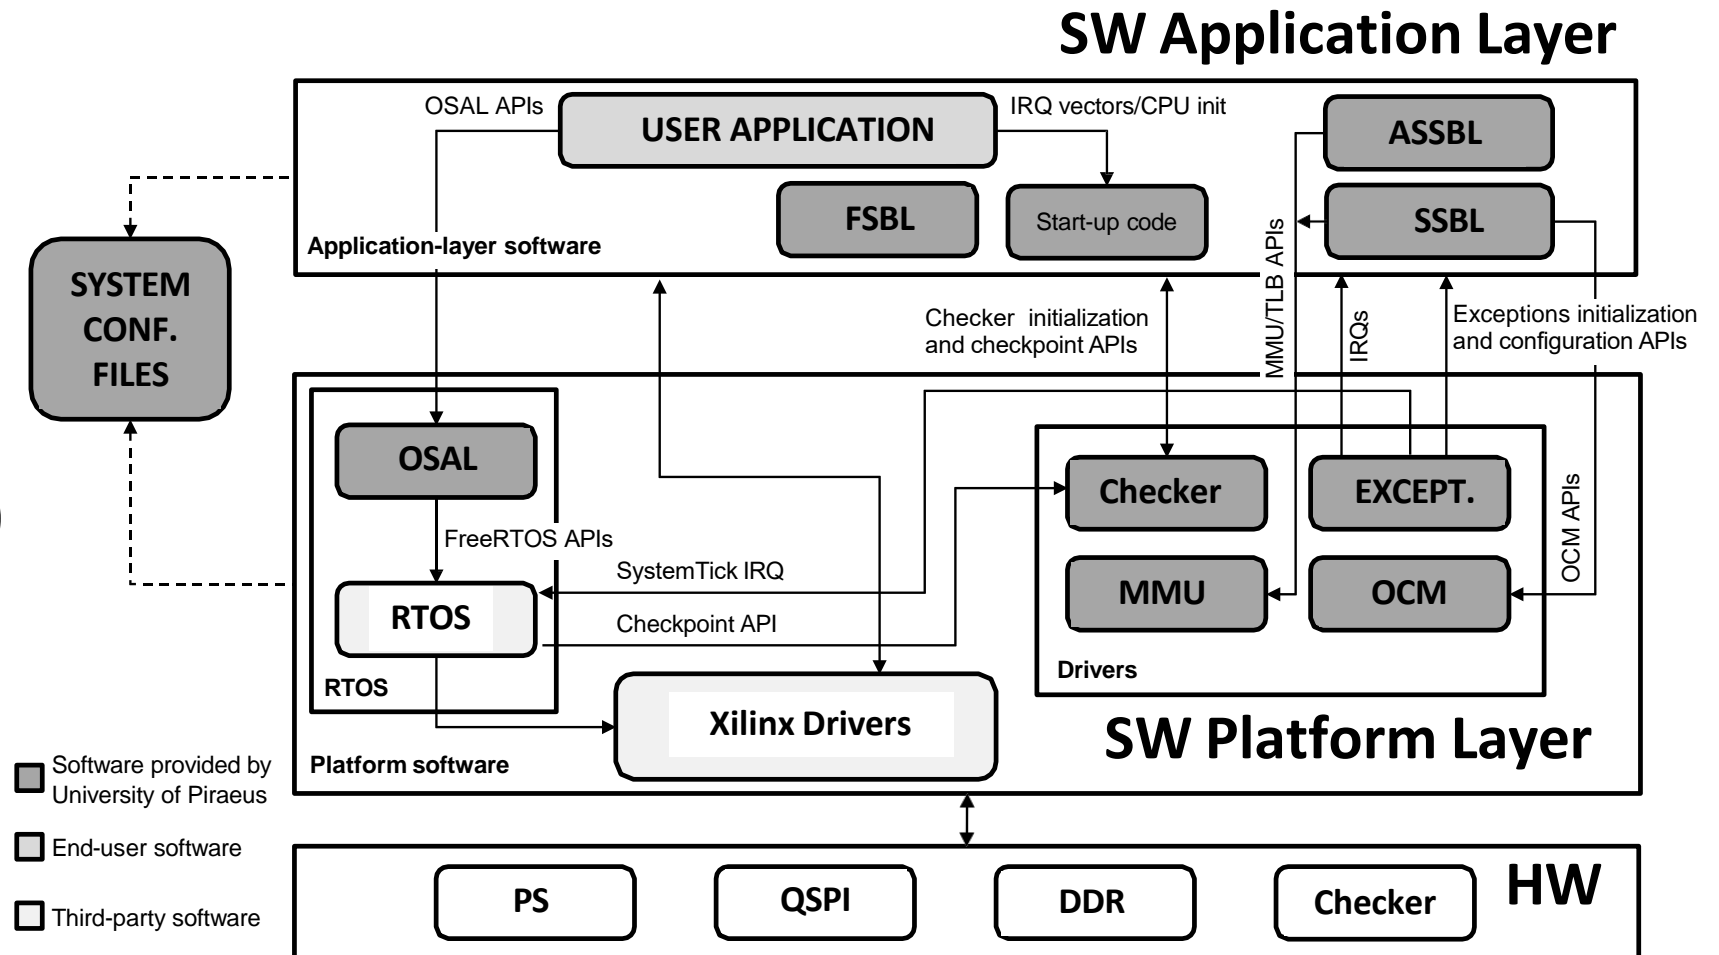 SW Application Layer
OSAL APIs
USER APPLICATION
IRQ vectors/CPU init
ASSBL
FSBL
Start-up code
SSBL
Application-layer software
SYSTEM
CONF.
FILES
MMU/TLB APIs
Checker initialization
and checkpoint APIs
IRQs
Exceptions initialization
and configuration APIs
OSAL
Checker
EXCEPT.
FreeRTOS APIs
OCM APIs
SystemTick IRQ
RTOS
MMU
OCM
Checkpoint API
RTOS
Drivers
Xilinx Drivers
SW Platform Layer
Platform software
Software provided by
University of Piraeus
End-user software
Third-party software
PS
QSPI
DDR
Checker
HW
)